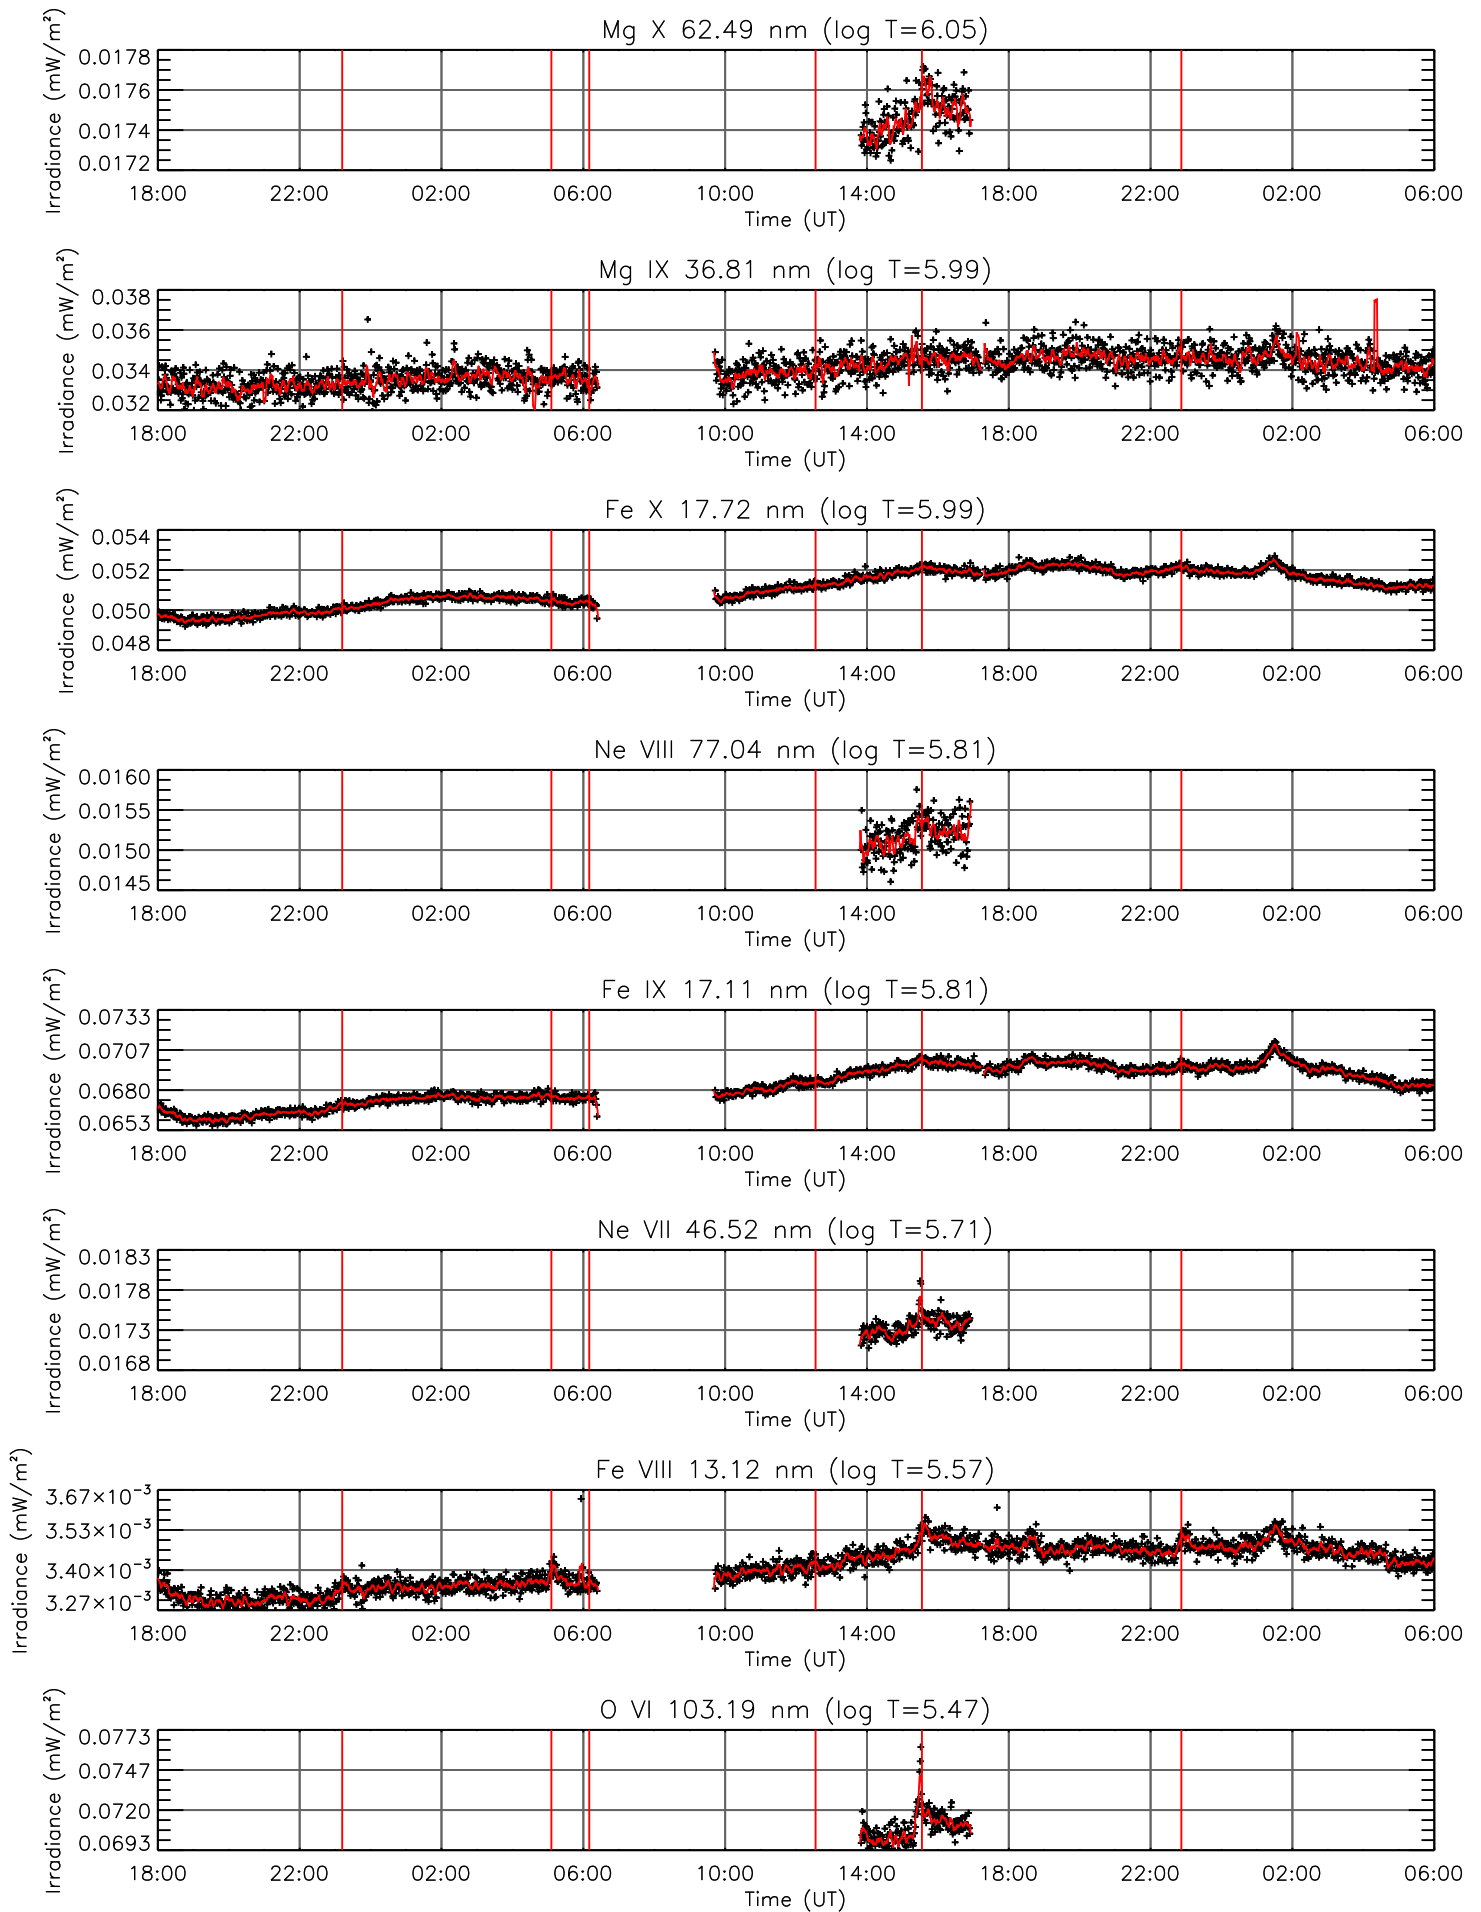 Mg X 62.49 nm (log T=6.05)
Irradiance (mW/m²)
0.0178
0.0176
0.0174
0.0172
18:00 22:00 02:00 06:00 10:00 14:00 18:00 22:00 02:00 06:00
Time (UT)
Mg IX 36.81 nm (log T=5.99)
Irradiance (mW/m²)
0.038
0.036
0.034
0.032
18:00 22:00 02:00 06:00 10:00 14:00 18:00 22:00 02:00 06:00
Time (UT)
Fe X 17.72 nm (log T=5.99)
Irradiance (mW/m²)
0.054
0.052
0.050
0.048
18:00 22:00 02:00 06:00 10:00 14:00 18:00 22:00 02:00 06:00
Time (UT)
Ne VIII 77.04 nm (log T=5.81)
Irradiance (mW/m²)
0.0160
0.0155
0.0150
0.0145
18:00 22:00 02:00 06:00 10:00 14:00 18:00 22:00 02:00 06:00
Time (UT)
Fe IX 17.11 nm (log T=5.81)
Irradiance (mW/m²)
0.0733
0.0707
0.0680
0.0653
18:00 22:00 02:00 06:00 10:00 14:00 18:00 22:00 02:00 06:00
Time (UT)
Ne VII 46.52 nm (log T=5.71)
Irradiance (mW/m²)
0.0183
0.0178
0.0173
0.0168
18:00 22:00 02:00 06:00 10:00 14:00 18:00 22:00 02:00 06:00
Time (UT)
Fe VIII 13.12 nm (log T=5.57)
Irradiance (mW/m²)
3.67×10⁻³
3.53×10⁻³
3.40×10⁻³
3.27×10⁻³
18:00 22:00 02:00 06:00 10:00 14:00 18:00 22:00 02:00 06:00
Time (UT)
O VI 103.19 nm (log T=5.47)
Irradiance (mW/m²)
0.0773
0.0747
0.0720
0.0693
18:00 22:00 02:00 06:00 10:00 14:00 18:00 22:00 02:00 06:00
Time (UT)